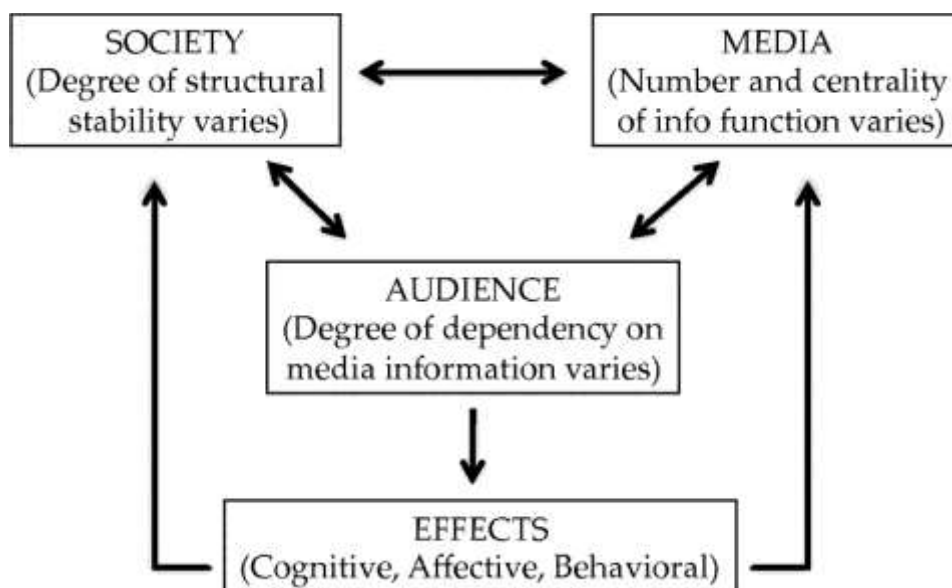 SOCIETY
(Degree of structural
stability varies)
MEDIA
(Number and centrality
of info function varies)
AUDIENCE
(Degree of dependency on
media information varies)
EFFECTS
(Cognitive, Affective, Behavioral)